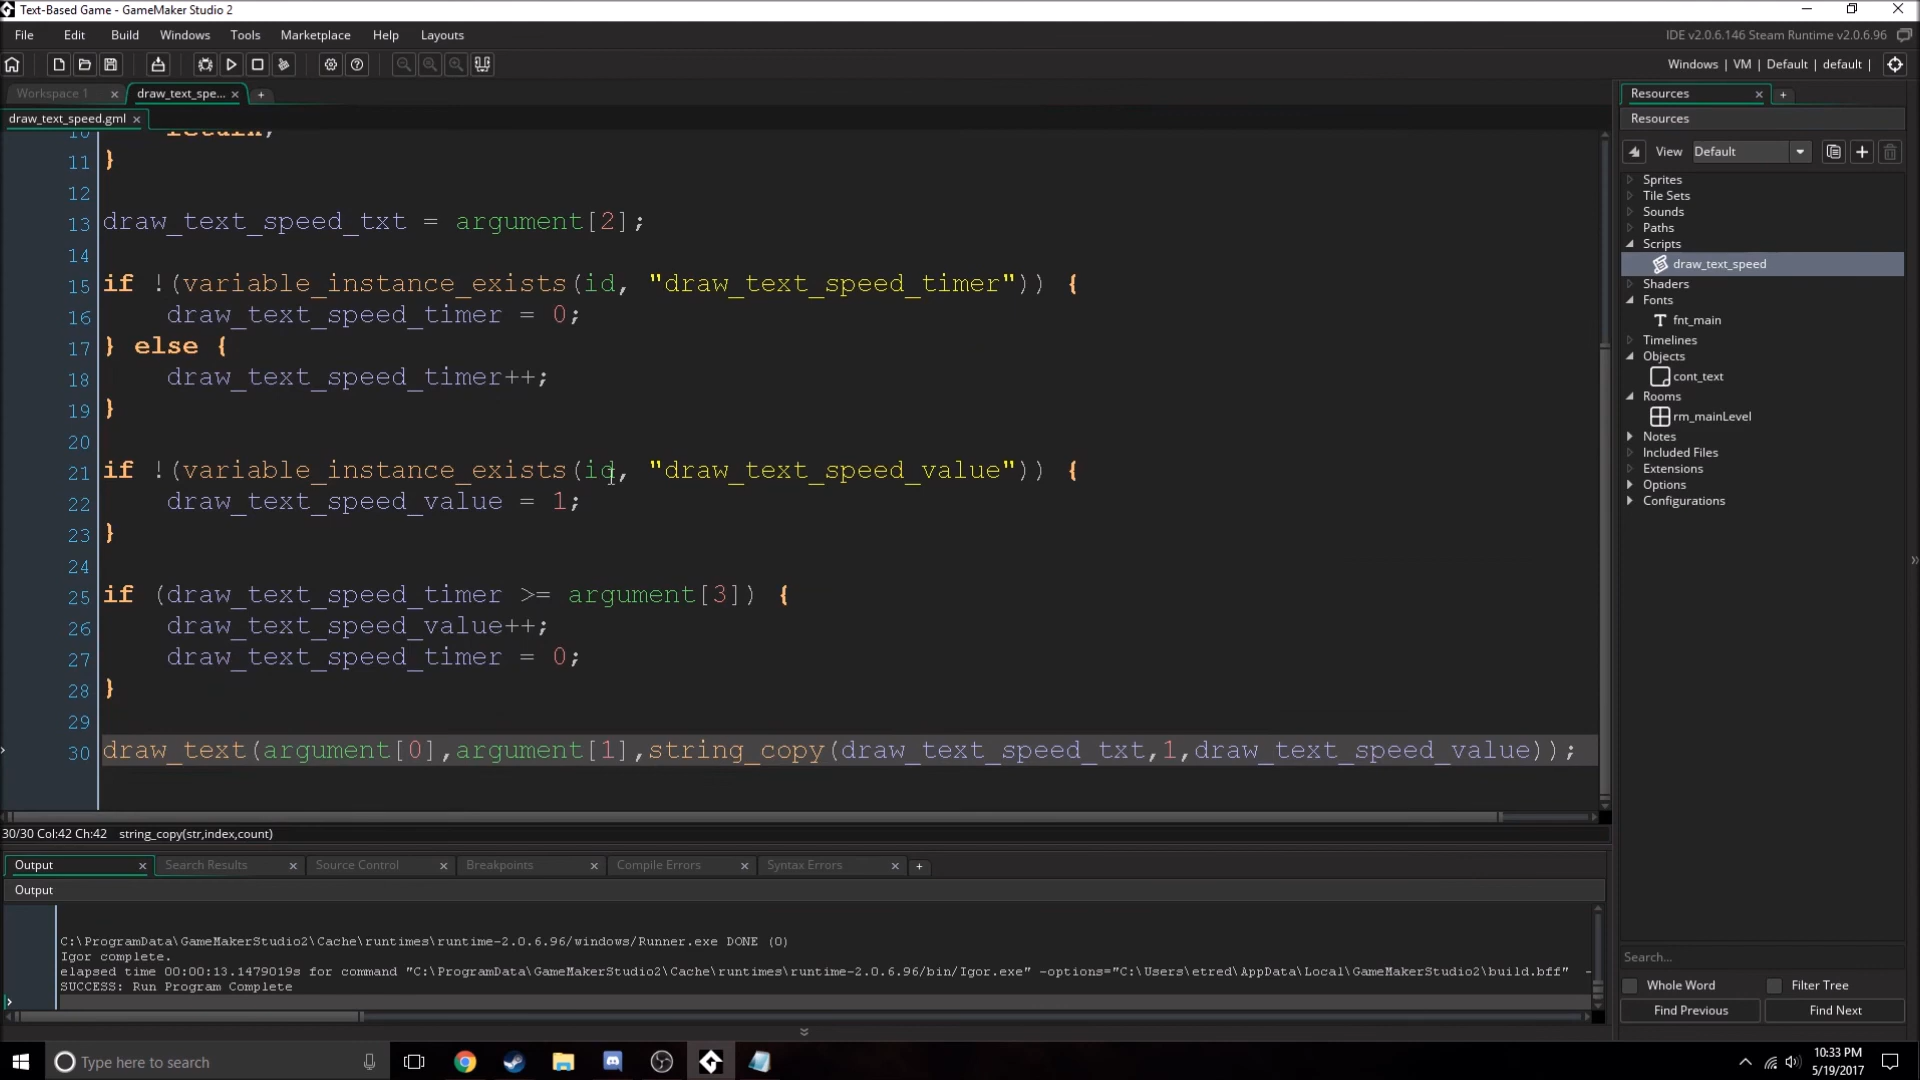 Text-Based Game - GameMaker Studio 2
File Edit Build Windows Tools Marketplace Help Layouts
IDE v2.0.6.146 Steam Runtime v2.0.6.96
Windows | VM | Default | default |
Workspace 1
draw_text_spe...
draw_text_speed.gml
10 return;
11 }
12
13 draw_text_speed_txt = argument[2];
14
15 if !(variable_instance_exists(id, "draw_text_speed_timer")) {
16 draw_text_speed_timer = 0;
17 } else {
18 draw_text_speed_timer++;
19 }
20
21 if !(variable_instance_exists(id, "draw_text_speed_value")) {
22 draw_text_speed_value = 1;
23 }
24
25 if (draw_text_speed_timer >= argument[3]) {
26 draw_text_speed_value++;
27 draw_text_speed_timer = 0;
28 }
29
30 draw_text(argument[0],argument[1],string_copy(draw_text_speed_txt,1,draw_text_speed_value));
30/30 Col:42 Ch:42 string_copy(str,index,count)
Output Search Results Source Control Breakpoints Compile Errors Syntax Errors
Output
C:\ProgramData\GameMakerStudio2\Cache\runtimes\runtime-2.0.6.96/windows/Runner.exe DONE (0)
Igor complete.
elapsed time 00:00:13.1479019s for command "C:\ProgramData\GameMakerStudio2\Cache\runtimes\runtime-2.0.6.96/bin/Igor.exe" -options="C:\Users\etred\AppData\Local\GameMakerStudio2\build.bff" -
SUCCESS: Run Program Complete
Resources
Resources
View Default
Sprites
Tile Sets
Sounds
Paths
Scripts
draw_text_speed
Shaders
Fonts
fnt_main
Timelines
Objects
cont_text
Rooms
rm_mainLevel
Notes
Included Files
Extensions
Options
Configurations
Search...
Whole Word Filter Tree
Find Previous Find Next
Type here to search
10:33 PM
5/19/2017